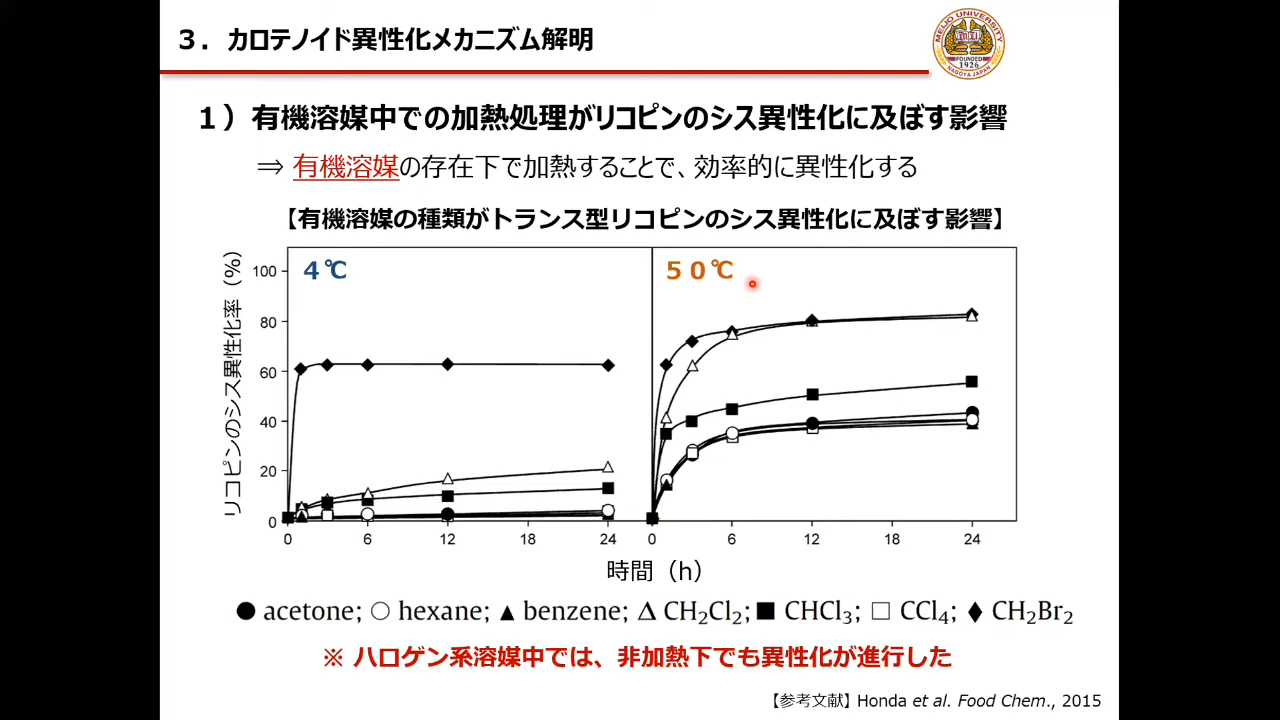 ３．カロテノイド異性化メカニズム解明
MEIJO UNIVERSITY
FOUNDED
1926
NAGOYA JAPAN
１）有機溶媒中での加熱処理がリコピンのシス異性化に及ぼす影響
⇒ 有機溶媒の存在下で加熱することで、効率的に異性化する
【有機溶媒の種類がトランス型リコピンのシス異性化に及ぼす影響】
リコピンのシス異性化率（%）
100
80
60
40
20
0
４℃
５０℃
0 6 12 18 24 0 6 12 18 24
時間（h）
● acetone; ○ hexane; ▲ benzene; Δ CH₂Cl₂; ■ CHCl₃; □ CCl₄; ♦ CH₂Br₂
※ ハロゲン系溶媒中では、非加熱下でも異性化が進行した
【参考文献】Honda et al. Food Chem., 2015